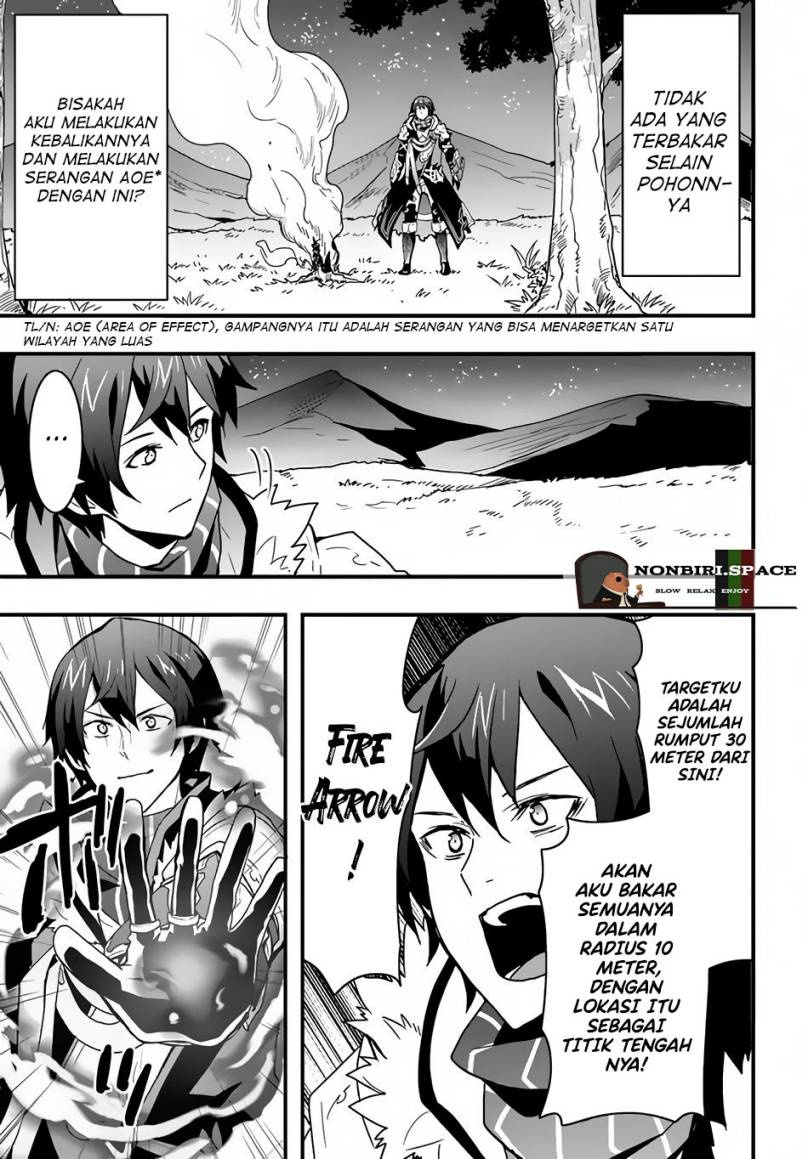 TIDAK
ADA YANG
TERBAKAR
SELAIN
POHONN-
YA
BISAKAH
AKU MELAKUKAN
KEBALIKANNYA
DAN MELAKUKAN
SERANGAN AOE*
DENGAN INI?
TL/N: AOE (AREA OF EFFECT), GAMPANGNYA ITU ADALAH SERANGAN YANG BISA MENARGETKAN SATU
WILAYAH YANG LUAS
...
NONBIRI.SPACE
SLOW RELAX ENJOY
TARGETKU
ADALAH
SEJUMLAH
RUMPUT 30
METER DARI
SINI!
AKAN
AKU BAKAR
SEMUANYA
DALAM
RADIUS 10
METER,
DENGAN
LOKASI ITU
SEBAGAI
TITIK TENGAH
NYA!
FIRE
ARROW
!